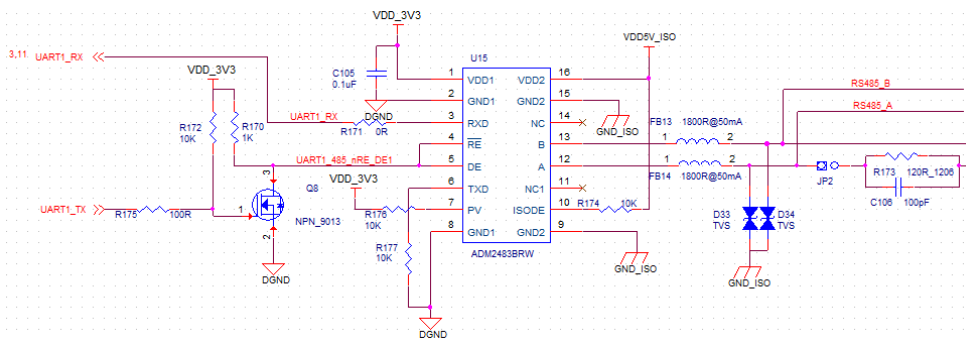 VDD_3V3
VDD5V_ISO
3,11 UART1_RX
VDD_3V3
C105
0.1uF
U15
1 VDD1 VDD2 16
2 GND1 GND2 15
3 RXD NC 14
4 RE B 13
5 DE A 12
6 TXD NC1 11
7 PV ISODE 10
8 GND1 GND2 9
ADM2483BRW
RS485_B
RS485_A
DGND
UART1_RX
R171 0R
GND_ISO
FB13 1800R@50mA
1 2
R172
10K
R170
1K
UART1_485_nRE_DE1
1 2
FB14 1800R@50mA
JP2
R173 120R_1206
C106
100pF
3
Q8
VDD_3V3
UART1_TX
R175 100R
1
2
NPN_9013
R176
10K
R174 10K
R177
10K
D33
TVS
D34
TVS
DGND
GND_ISO
GND_ISO
DGND